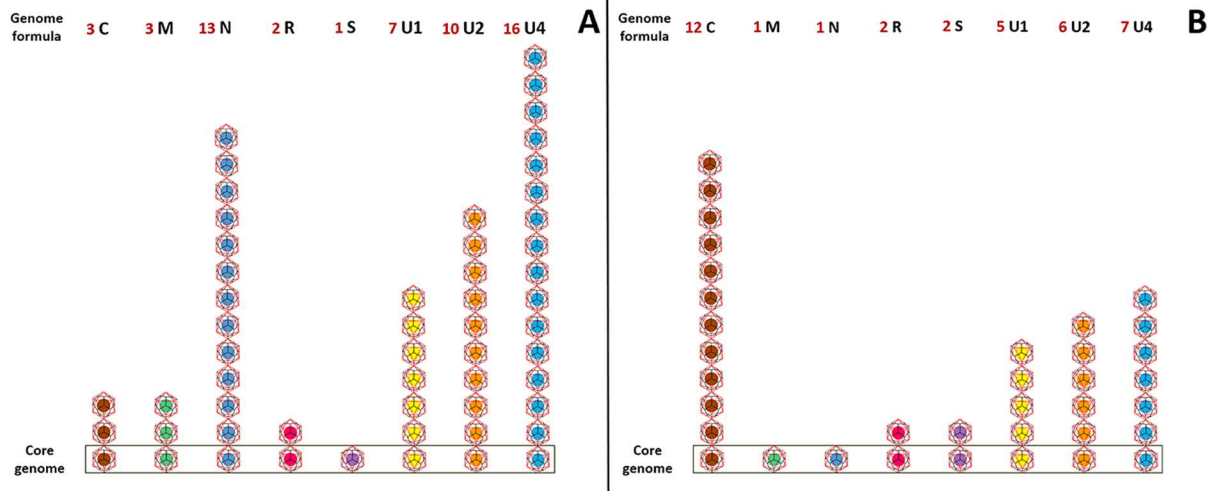 Genome
formula
3 C 3 M 13 N 2 R 1 S 7 U1 10 U2 16 U4
A
Core
genome
Genome
formula
12 C 1 M 1 N 2 R 2 S 5 U1 6 U2 7 U4
B
Core
genome